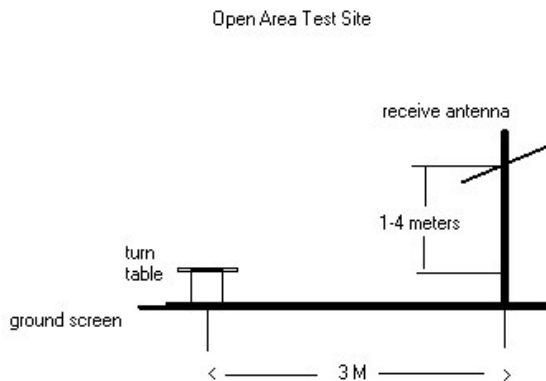 Open Area Test Site
receive antenna
1-4 meters
turn
table
ground screen
3 M